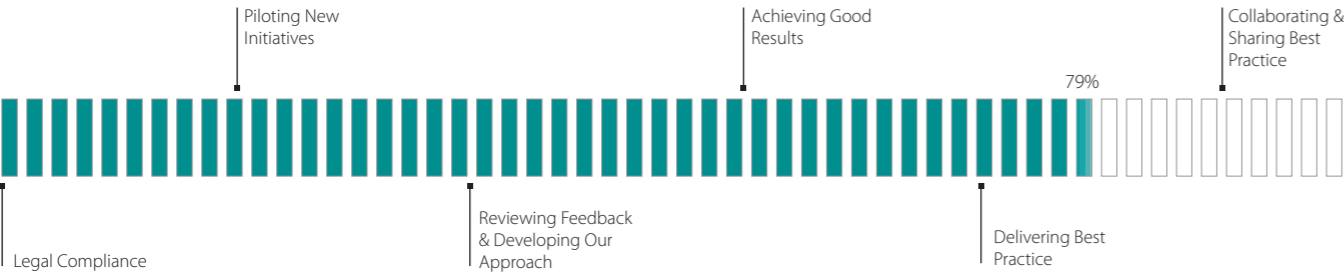 Piloting New
Initiatives
Achieving Good
Results
Collaborating &
Sharing Best
Practice
79%
Legal Compliance
Reviewing Feedback
& Developing Our
Approach
Delivering Best
Practice